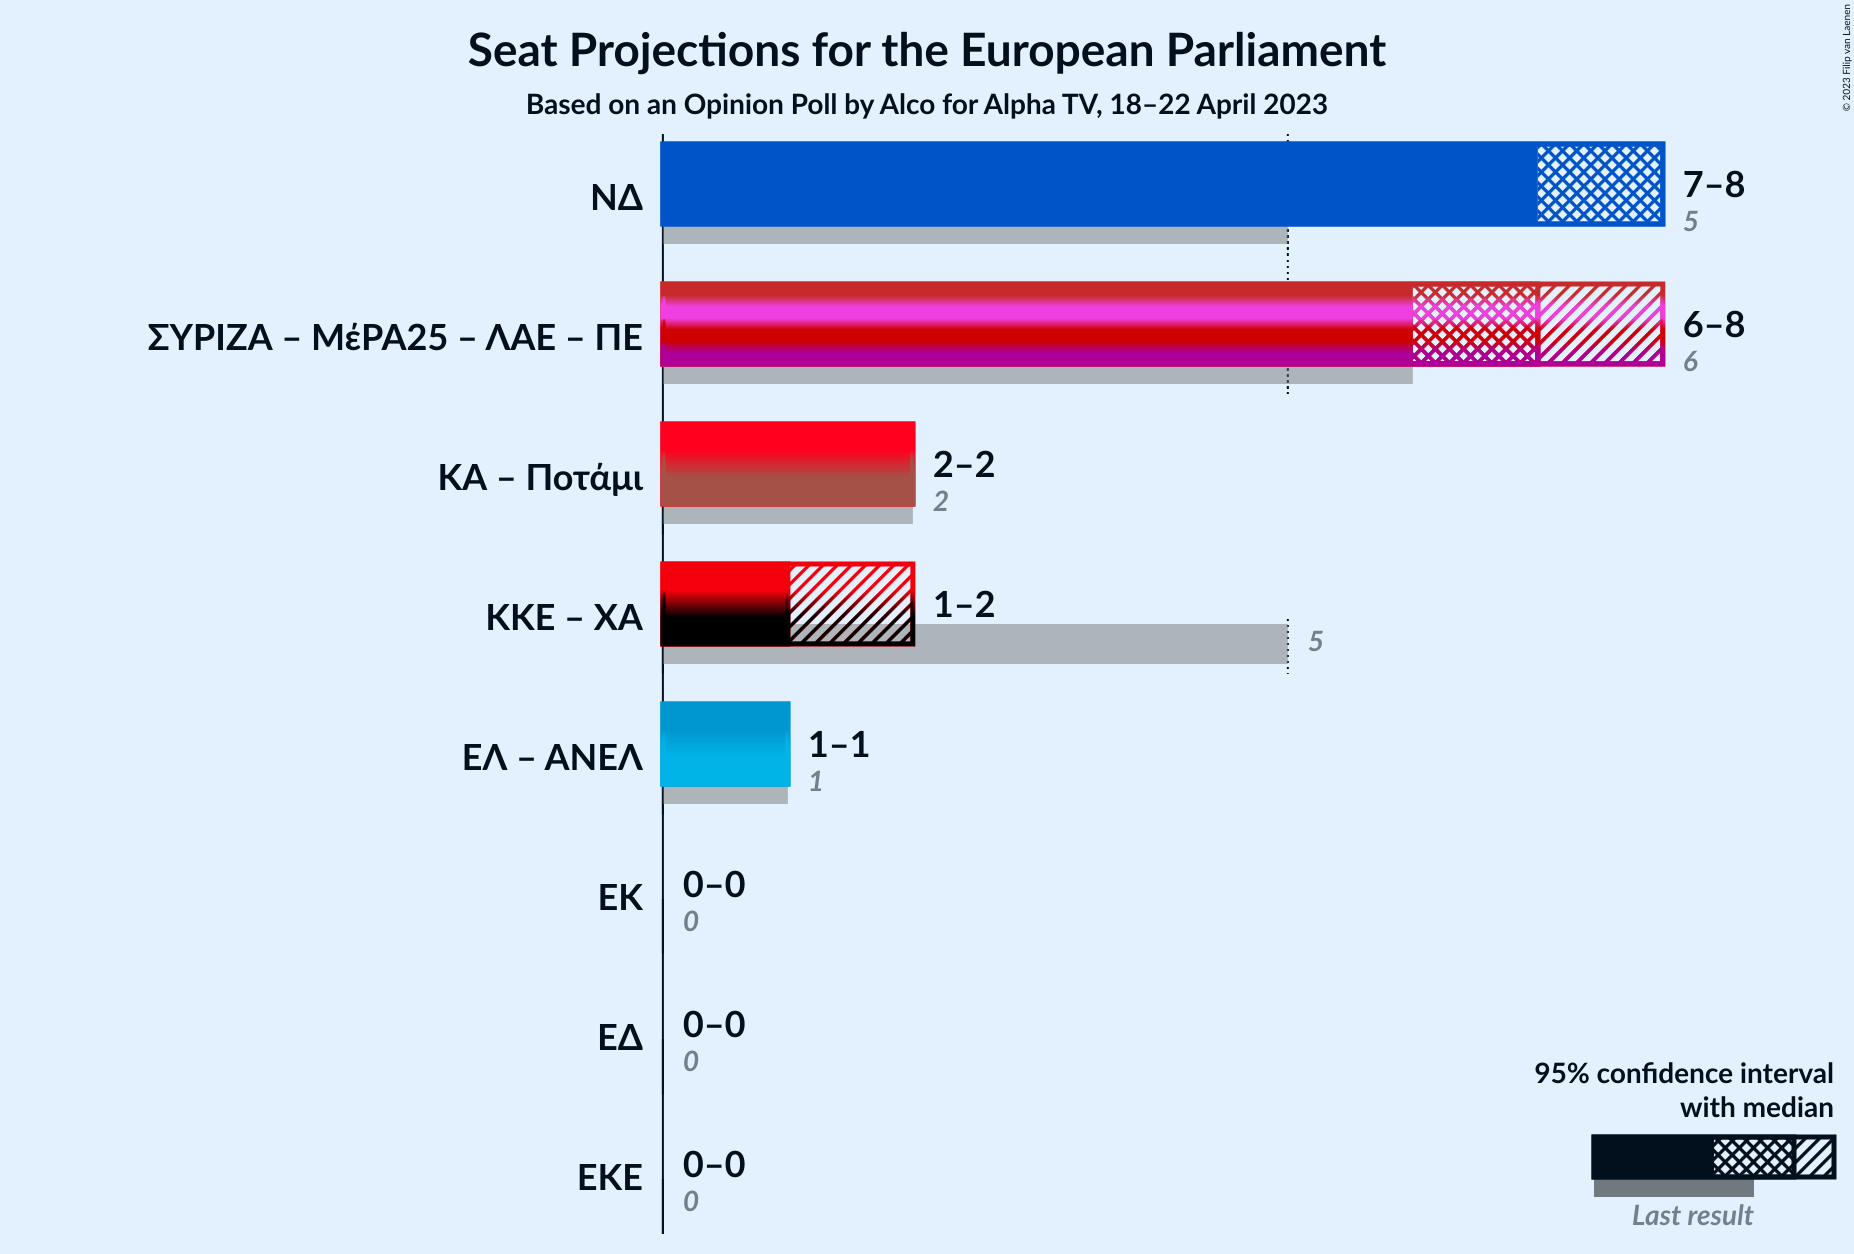 Seat Projections for the European Parliament
Based on an Opinion Poll by Alco for Alpha TV, 18–22 April 2023
© 2023 Filip van Laenen
ΝΔ
7–8
5
ΣΥΡΙΖΑ – ΜέΡΑ25 – ΛΑΕ – ΠΕ
6–8
6
ΚΑ – Ποτάμι
2–2
2
ΚΚΕ – ΧΑ
1–2
5
ΕΛ – ΑΝΕΛ
1–1
1
ΕΚ
0–0
0
ΕΔ
0–0
0
ΕΚΕ
0–0
0
95% confidence interval
with median
Last result